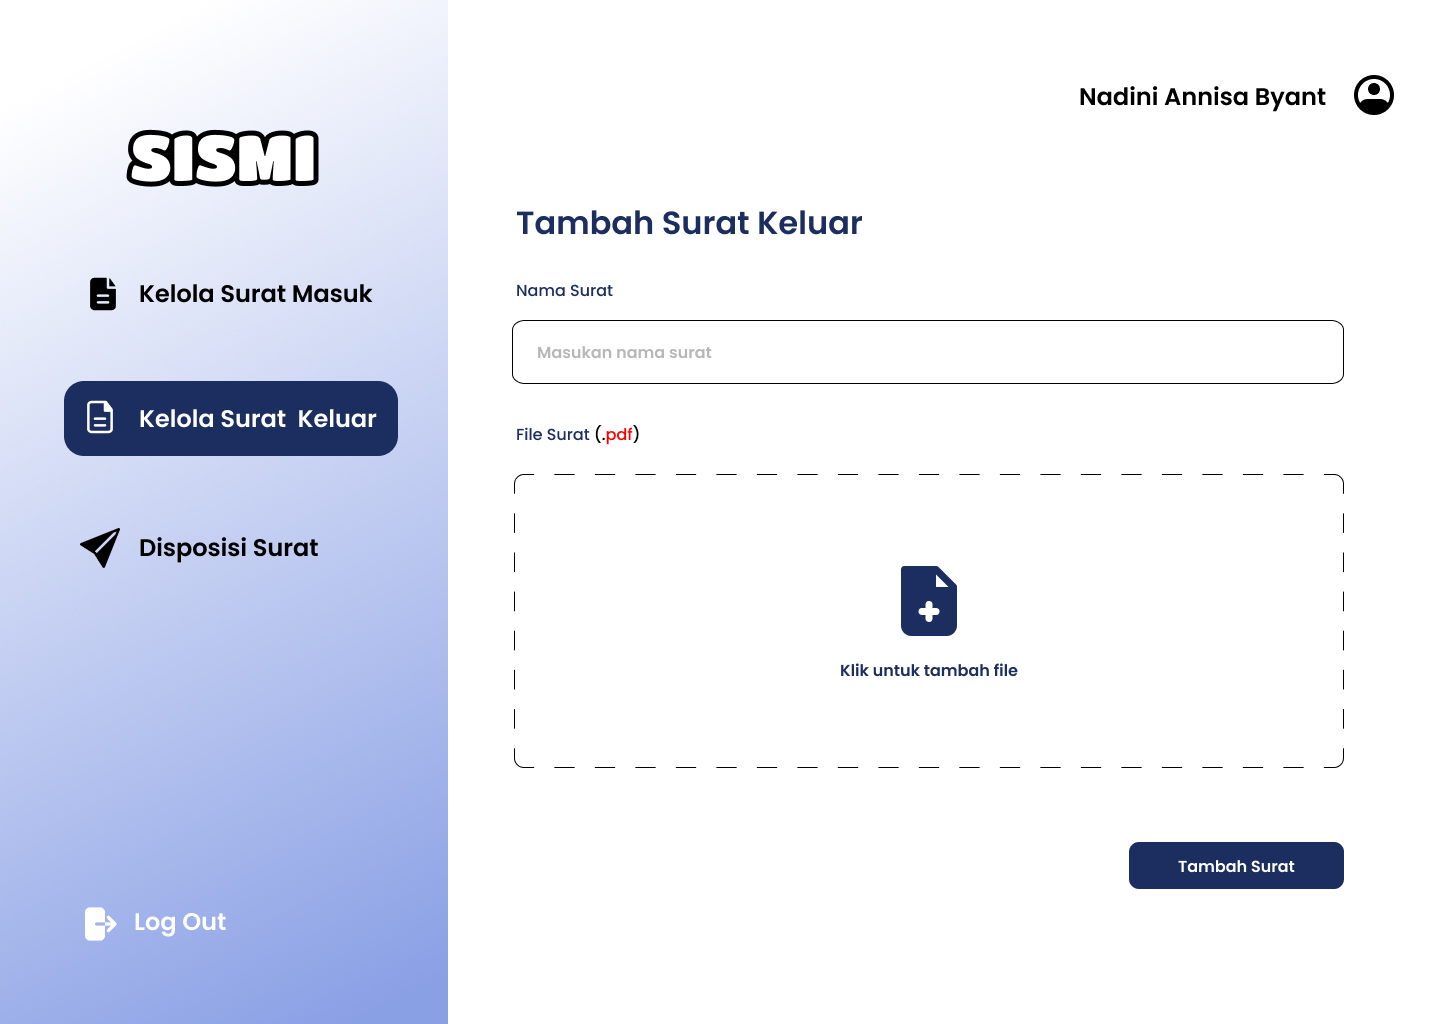 SISMI
Kelola Surat Masuk
Kelola Surat Keluar
Disposisi Surat
Log Out
Nadini Annisa Byant
Tambah Surat Keluar
Nama Surat
Masukan nama surat
File Surat (.pdf)
Klik untuk tambah file
Tambah Surat